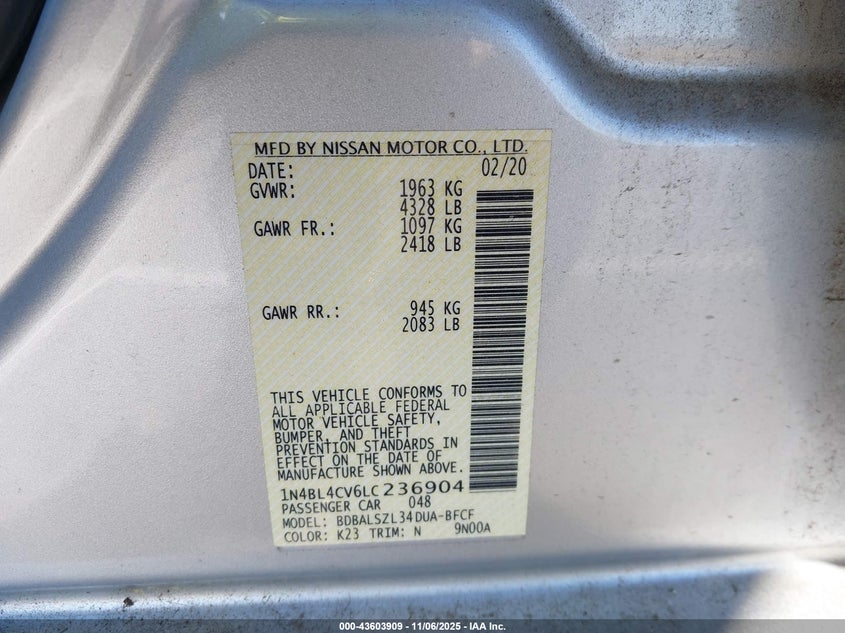 MFD BY NISSAN MOTOR CO., LTD.
DATE: 02/20
GVWR: 1963 KG
4328 LB
GAWR FR.: 1097 KG
2418 LB
GAWR RR.: 945 KG
2083 LB
THIS VEHICLE CONFORMS TO
ALL APPLICABLE FEDERAL
MOTOR VEHICLE SAFETY,
BUMPER, AND THEFT
PREVENTION STANDARDS IN
EFFECT ON THE DATE OF
MANUFACTURE SHOWN ABOVE.
1N4BL4CV6LC236904
PASSENGER CAR 048
MODEL: BDBALSZL34DUA-BFCF
COLOR: K23 TRIM: N 9N00A
000-43603909 - 11/06/2025 - IAA Inc.